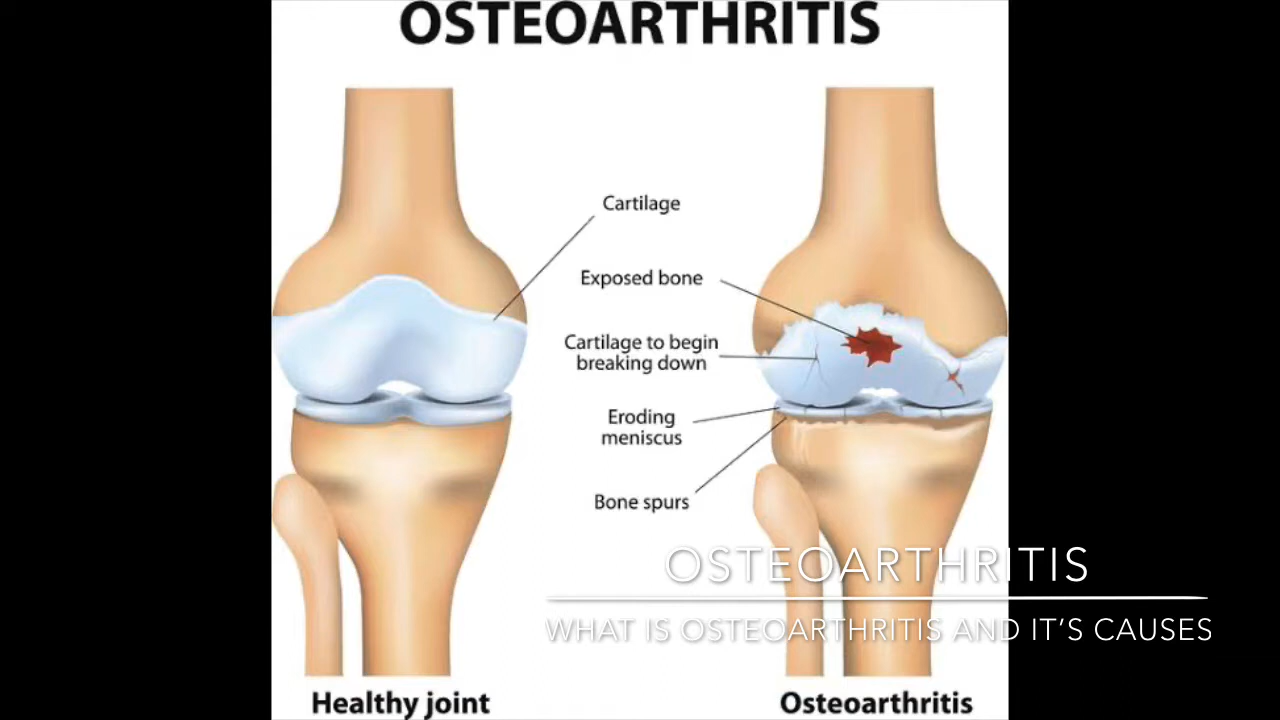 OSTEOARTHRITIS
Cartilage
Exposed bone
Cartilage to begin
breaking down
Eroding
meniscus
Bone spurs
OSTEOARTHRITIS
WHAT IS OSTEOARTHRITIS AND IT'S CAUSES
Healthy joint
Osteoarthritis